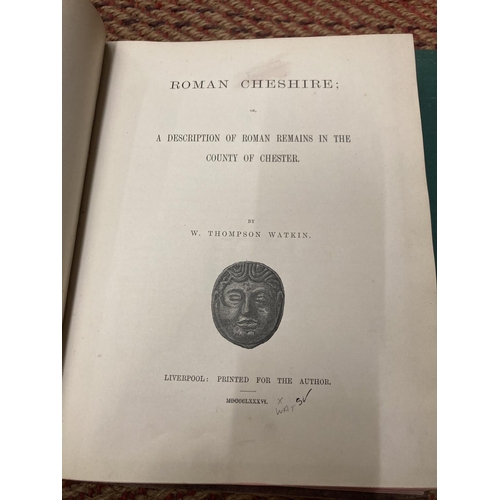 ROMAN CHESHIRE;
OR,
A DESCRIPTION OF ROMAN REMAINS IN THE
COUNTY OF CHESTER.
BY
W. THOMPSON WATKIN.
LIVERPOOL: PRINTED FOR THE AUTHOR.
MDCCCLXXXVI.